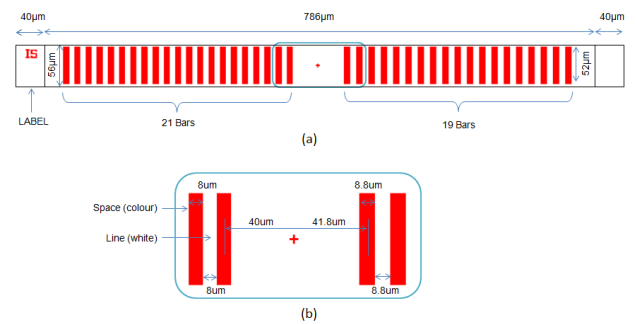 40μm 786μm 40μm
IS
56μm
52μm
LABEL
21 Bars
19 Bars
(a)
8um
8.8um
Space (colour)
40um
41.8um
Line (white)
8um
8.8um
(b)